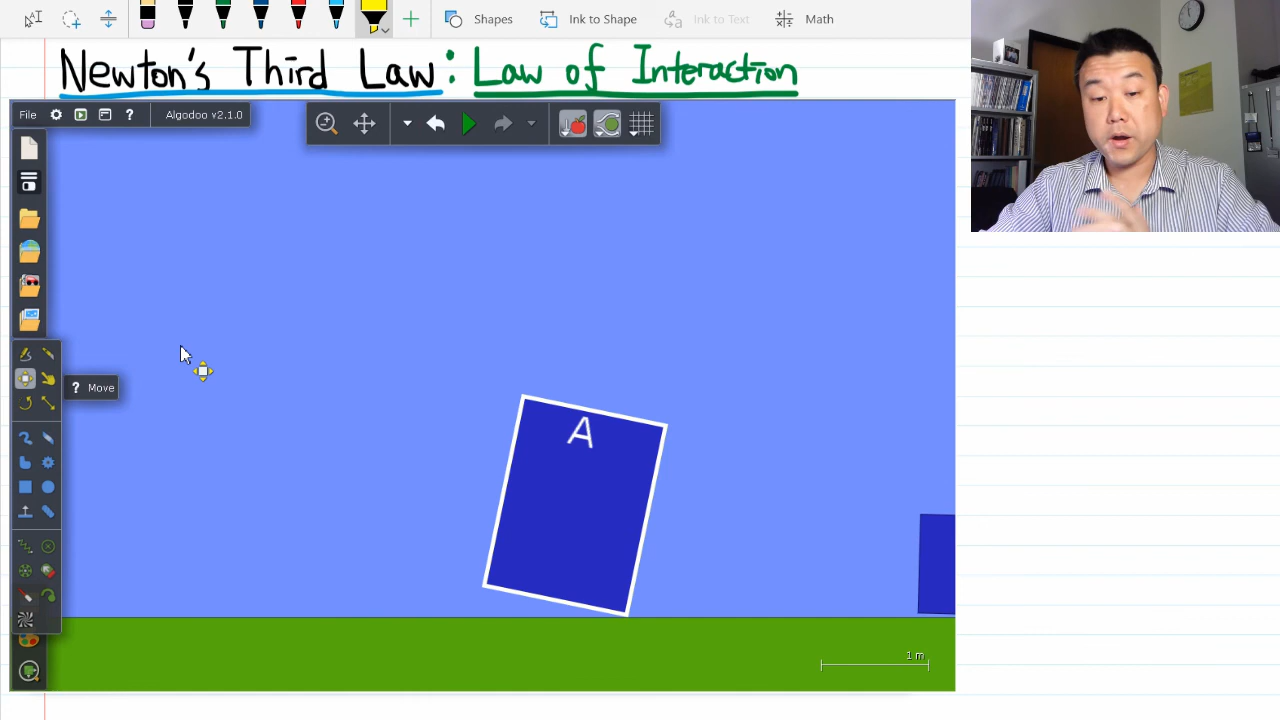 Shapes Ink to Shape Ink to Text Math
Newton's Third Law: Law of Interaction
File ? Algodoo v2.1.0
? Move
A
1 m